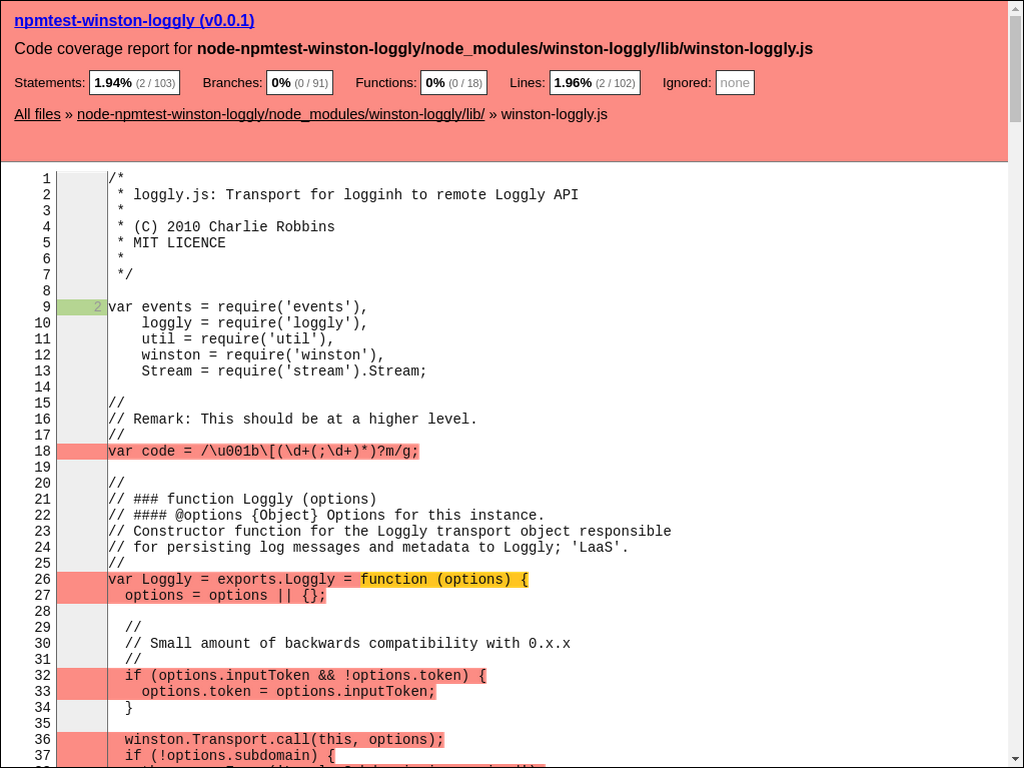 npmtest-winston-loggly (v0.0.1)
Code coverage report for node-npmtest-winston-loggly/node_modules/winston-loggly/lib/winston-loggly.js
Statements: 1.94% (2 / 103) Branches: 0% (0 / 91) Functions: 0% (0 / 18) Lines: 1.96% (2 / 102) Ignored: none
All files » node-npmtest-winston-loggly/node_modules/winston-loggly/lib/ » winston-loggly.js
1 /*
2  * loggly.js: Transport for logginh to remote Loggly API
3  *
4  * (C) 2010 Charlie Robbins
5  * MIT LICENCE
6  *
7  */
8
9 2 var events = require('events'),
10     loggly = require('loggly'),
11     util = require('util'),
12     winston = require('winston'),
13     Stream = require('stream').Stream;
14
15 //
16 // Remark: This should be at a higher level.
17 //
18 var code = /\u001b\[(\d+(;\d+)*)?m/g;
19
20 //
21 // ### function Loggly (options)
22 // #### @options {Object} Options for this instance.
23 // Constructor function for the Loggly transport object responsible
24 // for persisting log messages and metadata to Loggly; 'LaaS'.
25 //
26 var Loggly = exports.Loggly = function (options) {
27   options = options || {};
28
29   //
30   // Small amount of backwards compatibility with 0.x.x
31   //
32   if (options.inputToken && !options.token) {
33     options.token = options.inputToken;
34   }
35
36   winston.Transport.call(this, options);
37   if (!options.subdomain) {